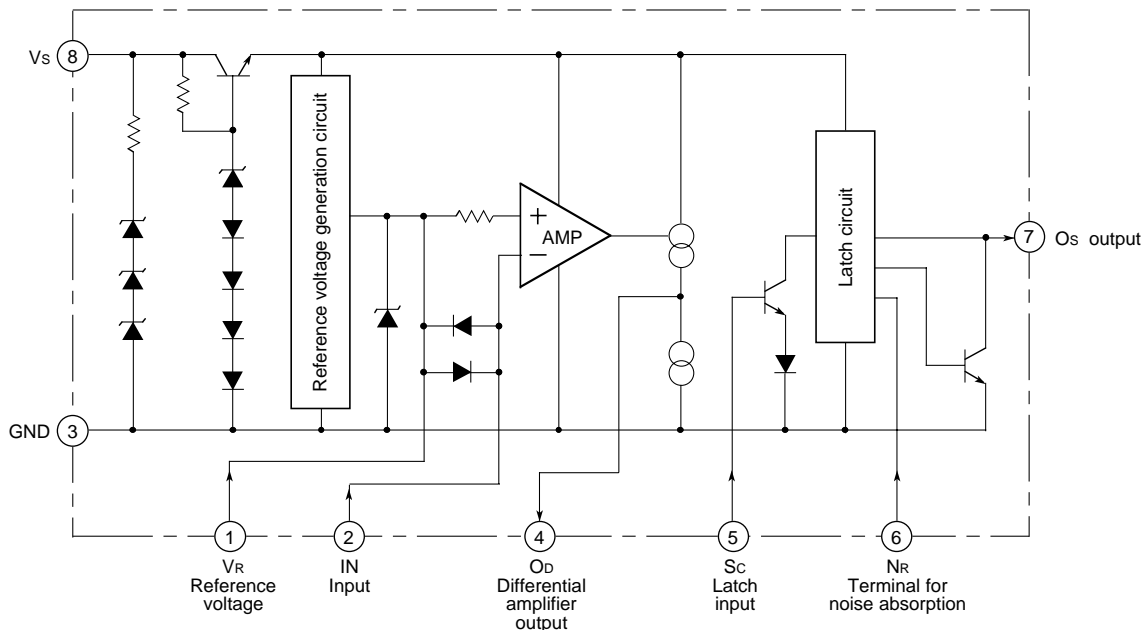 Vs
8
Reference voltage generation circuit
+
AMP
−
Latch circuit
7
Os output
GND
3
1
2
4
5
6
VR
Reference
voltage
IN
Input
OD
Differential
amplifier
output
SC
Latch
input
NR
Terminal for
noise absorption